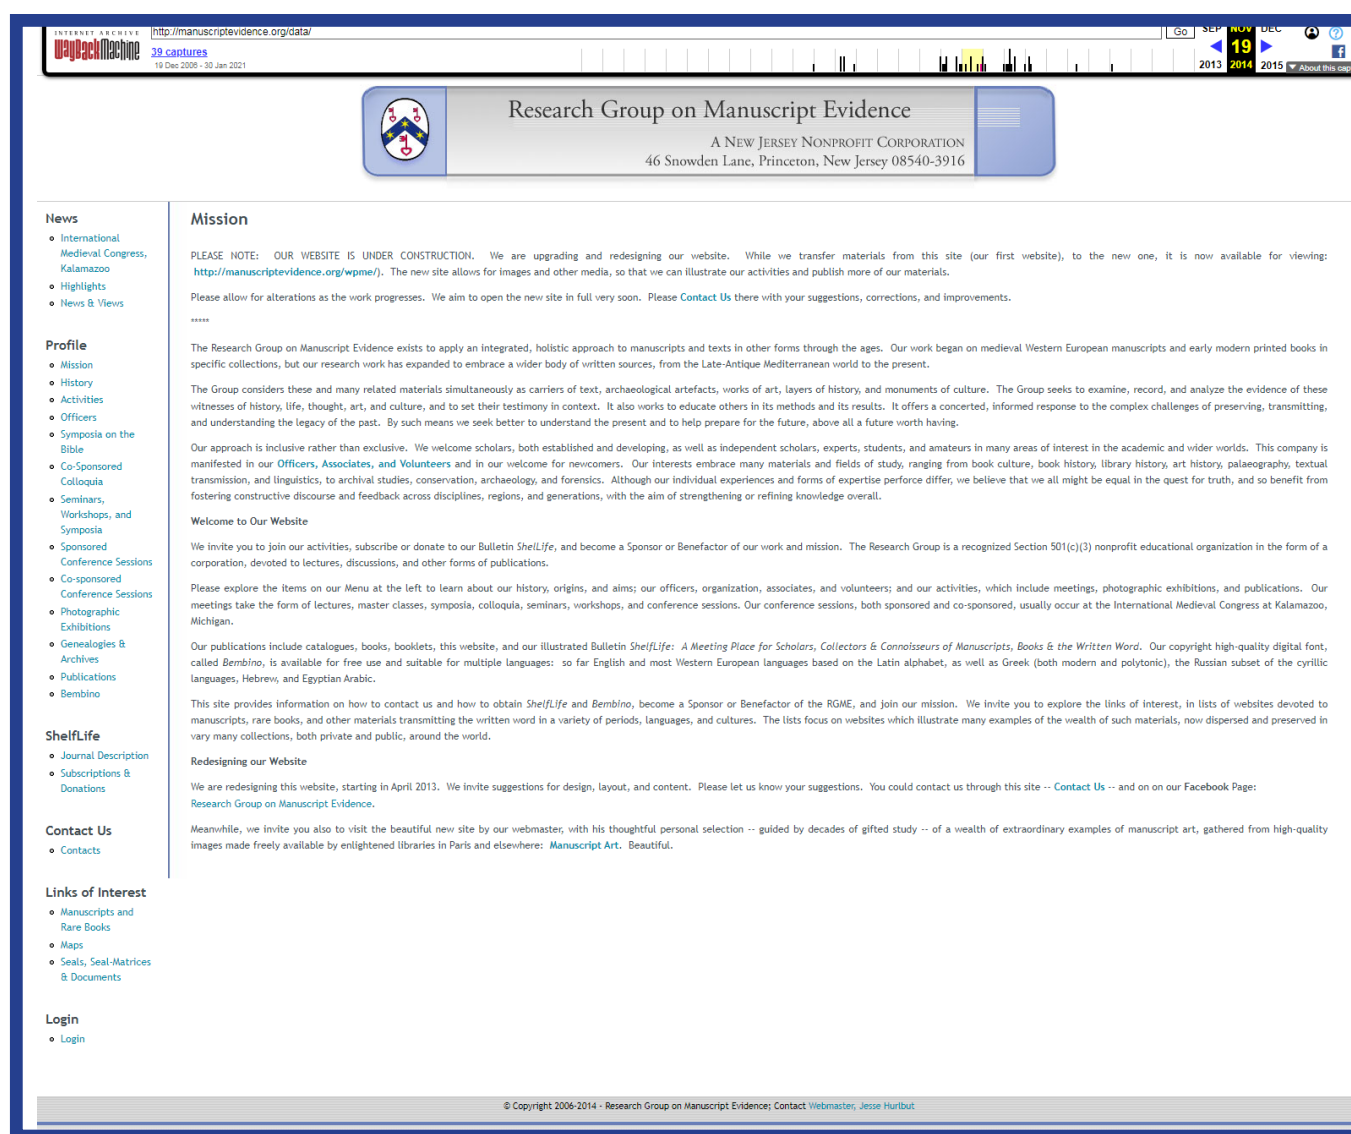 INTERNET ARCHIVE
WayBackMachine
http://manuscriptevidence.org/data/
Go
SEP NOV DEC
39 captures
19 Dec 2006 - 30 Jan 2021
19
2013 2014 2015
About this cap
Research Group on Manuscript Evidence
A New Jersey Nonprofit Corporation
46 Snowden Lane, Princeton, New Jersey 08540-3916
News
International
Medieval Congress,
Kalamazoo
Highlights
News & Views
Profile
Mission
History
Activities
Officers
Symposia on the
Bible
Co-Sponsored
Colloquia
Seminars,
Workshops, and
Symposia
Sponsored
Conference Sessions
Co-sponsored
Conference Sessions
Photographic
Exhibitions
Genealogies &
Archives
Publications
Bembino
ShelfLife
Journal Description
Subscriptions &
Donations
Contact Us
Contacts
Links of Interest
Manuscripts and
Rare Books
Maps
Seals, Seal-Matrices
& Documents
Login
Login
Mission
PLEASE NOTE: OUR WEBSITE IS UNDER CONSTRUCTION. We are upgrading and redesigning our website. While we transfer materials from this site (our first website), to the new one, it is now available for viewing:
http://manuscriptevidence.org/wpme/). The new site allows for images and other media, so that we can illustrate our activities and publish more of our materials.
Please allow for alterations as the work progresses. We aim to open the new site in full very soon. Please Contact Us there with your suggestions, corrections, and improvements.
*****
The Research Group on Manuscript Evidence exists to apply an integrated, holistic approach to manuscripts and texts in other forms through the ages. Our work began on medieval Western European manuscripts and early modern printed books in
specific collections, but our research work has expanded to embrace a wider body of written sources, from the Late-Antique Mediterranean world to the present.
The Group considers these and many related materials simultaneously as carriers of text, archaeological artefacts, works of art, layers of history, and monuments of culture. The Group seeks to examine, record, and analyze the evidence of these
witnesses of history, life, thought, art, and culture, and to set their testimony in context. It also works to educate others in its methods and its results. It offers a concerted, informed response to the complex challenges of preserving, transmitting,
and understanding the legacy of the past. By such means we seek better to understand the present and to help prepare for the future, above all a future worth having.
Our approach is inclusive rather than exclusive. We welcome scholars, both established and developing, as well as independent scholars, experts, students, and amateurs in many areas of interest in the academic and wider worlds. This company is
manifested in our Officers, Associates, and Volunteers and in our welcome for newcomers. Our interests embrace many materials and fields of study, ranging from book culture, book history, library history, art history, palaeography, textual
transmission, and linguistics, to archival studies, conservation, archaeology, and forensics. Although our individual experiences and forms of expertise perforce differ, we believe that we all might be equal in the quest for truth, and so benefit from
fostering constructive discourse and feedback across disciplines, regions, and generations, with the aim of strengthening or refining knowledge overall.
Welcome to Our Website
We invite you to join our activities, subscribe or donate to our Bulletin ShelLife, and become a Sponsor or Benefactor of our work and mission. The Research Group is a recognized Section 501(c)(3) nonprofit educational organization in the form of a
corporation, devoted to lectures, discussions, and other forms of publications.
Please explore the items on our Menu at the left to learn about our history, origins, and aims; our officers, organization, associates, and volunteers; and our activities, which include meetings, photographic exhibitions, and publications. Our
meetings take the form of lectures, master classes, symposia, colloquia, seminars, workshops, and conference sessions. Our conference sessions, both sponsored and co-sponsored, usually occur at the International Medieval Congress at Kalamazoo,
Michigan.
Our publications include catalogues, books, booklets, this website, and our illustrated Bulletin ShelfLife: A Meeting Place for Scholars, Collectors & Connoisseurs of Manuscripts, Books & the Written Word. Our copyright high-quality digital font,
called Bembino, is available for free use and suitable for multiple languages: so far English and most Western European languages based on the Latin alphabet, as well as Greek (both modern and polytonic), the Russian subset of the cyrillic
languages, Hebrew, and Egyptian Arabic.
This site provides information on how to contact us and how to obtain ShelfLife and Bembino, become a Sponsor or Benefactor of the RGME, and join our mission. We invite you to explore the links of interest, in lists of websites devoted to
manuscripts, rare books, and other materials transmitting the written word in a variety of periods, languages, and cultures. The lists focus on websites which illustrate many examples of the wealth of such materials, now dispersed and preserved in
vary many collections, both private and public, around the world.
Redesigning our Website
We are redesigning this website, starting in April 2013. We invite suggestions for design, layout, and content. Please let us know your suggestions. You could contact us through this site -- Contact Us -- and on on our Facebook Page:
Research Group on Manuscript Evidence.
Meanwhile, we invite you also to visit the beautiful new site by our webmaster, with his thoughtful personal selection -- guided by decades of gifted study -- of a wealth of extraordinary examples of manuscript art, gathered from high-quality
images made freely available by enlightened libraries in Paris and elsewhere: Manuscript Art. Beautiful.
© Copyright 2006-2014 - Research Group on Manuscript Evidence; Contact Webmaster, Jesse Hurlbut